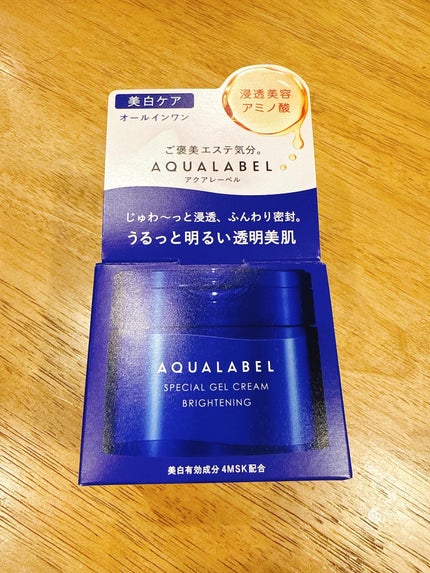 美白ケア
オールインワン
浸透美容
アミノ酸
ご褒美エステ気分。
AQUALABEL
アクアレーベル
じゅわ〜っと浸透、ふんわり密封。
うるっと明るい透明美肌
AQUALABEL
SPECIAL GEL CREAM
BRIGHTENING
美白有効成分 4MSK配合